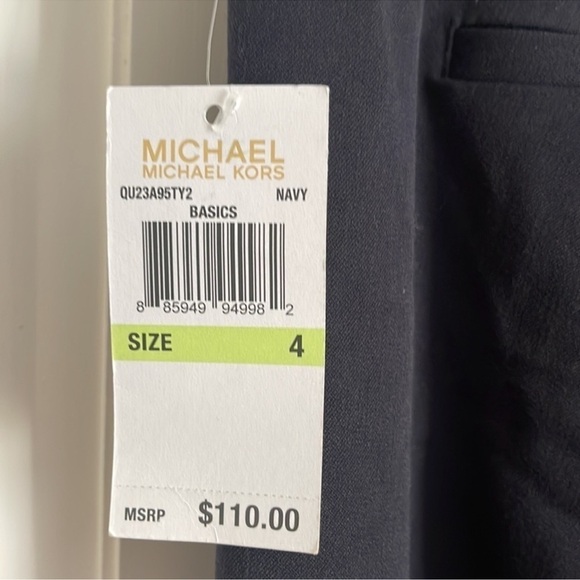 MICHAEL
MICHAEL KORS
QU23A95TY2 NAVY
BASICS
8 85949 94998 2
SIZE 4
MSRP $110.00